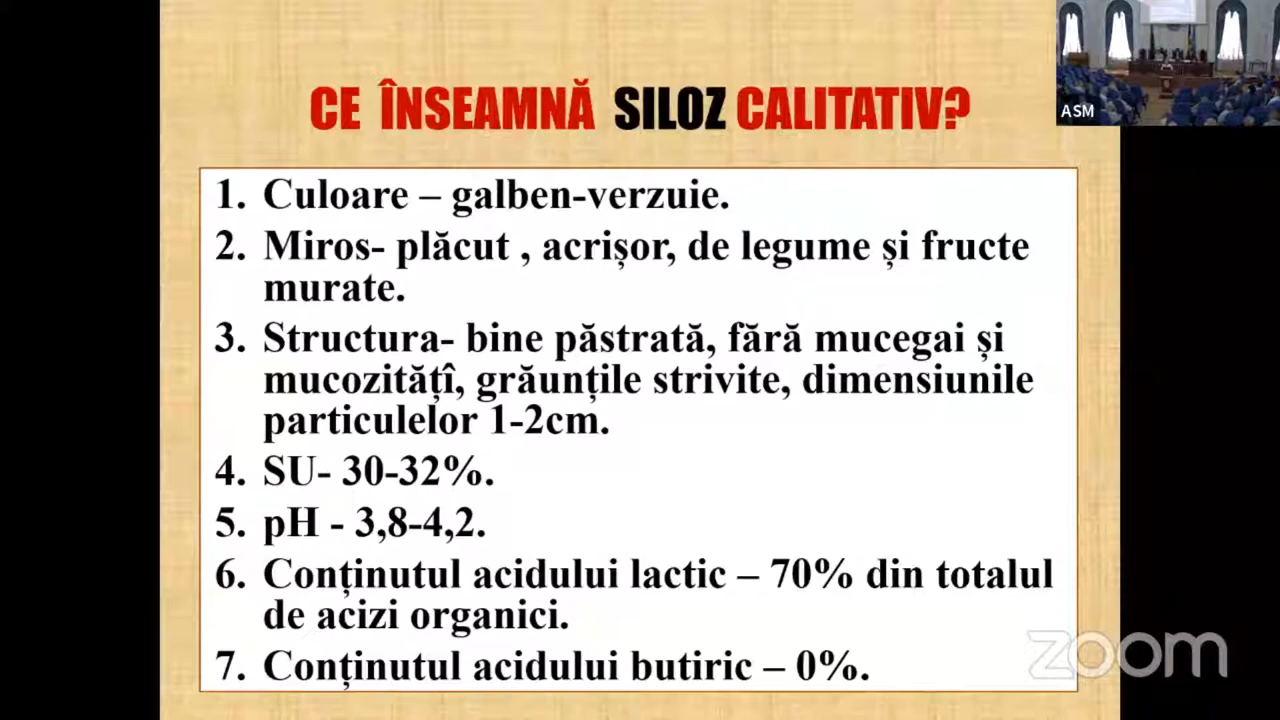 CE ÎNSEAMNĂ SILOZ CALITATIV?
ASM
1. Culoare – galben-verzuie.
2. Miros- plăcut , acrișor, de legume și fructe
murate.
3. Structura- bine păstrată, fără mucegai și
mucozitățî, grăunțile strivite, dimensiunile
particulelor 1-2cm.
4. SU- 30-32%.
5. pH - 3,8-4,2.
6. Conținutul acidului lactic – 70% din totalul
de acizi organici.
7. Conținutul acidului butiric – 0%.
zoom